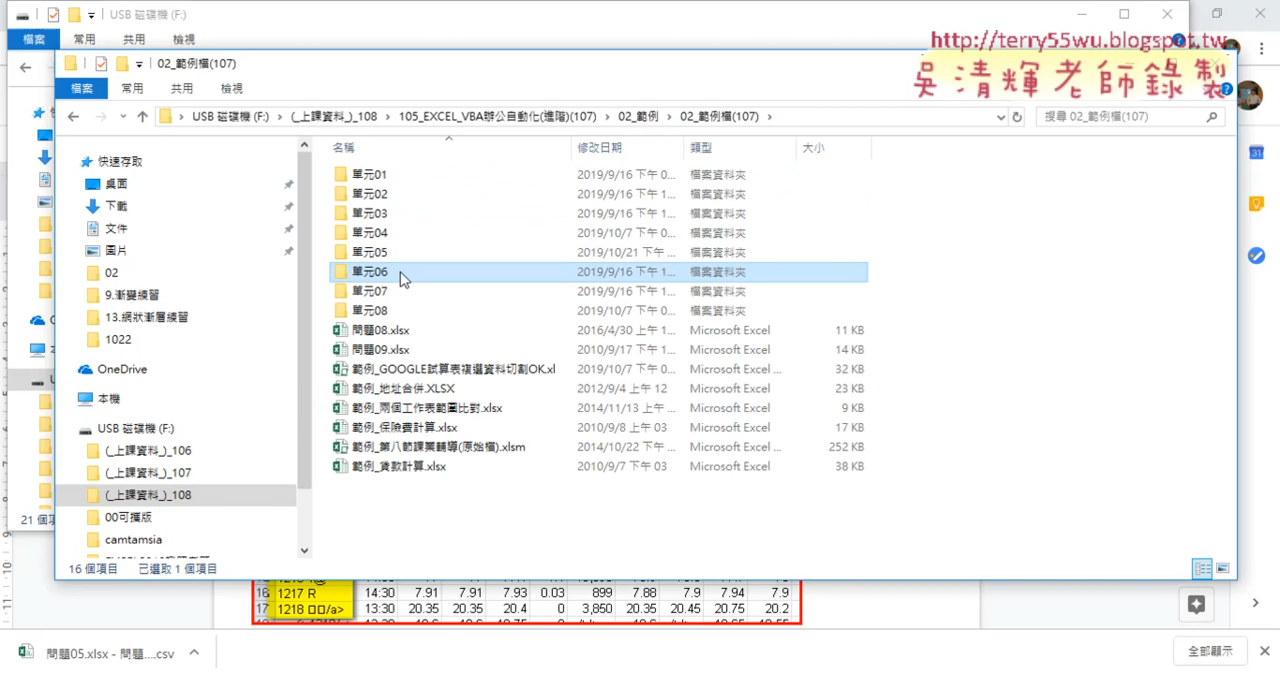 USB 磁碟機 (F:)
檔案 常用 共用 檢視
http://terry55wu.blogspot.tw
吳清輝老師錄製
02_範例檔(107)
檔案 常用 共用 檢視
USB 磁碟機 (F:) › (_上課資料_)_108 › 105_EXCEL_VBA辦公自動化(進階)(107) › 02_範例 › 02_範例檔(107) ›
搜尋 02_範例檔(107)
名稱 修改日期 類型 大小
快速存取
桌面
下載
文件
圖片
02
9.漸變練習
13.網狀漸層練習
1022
OneDrive
本機
USB 磁碟機 (F:)
(_上課資料_)_106
(_上課資料_)_107
(_上課資料_)_108
00可攜版
camtamsia
單元01 2019/9/16 下午 0... 檔案資料夾
單元02 2019/9/16 下午 1... 檔案資料夾
單元03 2019/9/16 下午 1... 檔案資料夾
單元04 2019/10/7 下午 0... 檔案資料夾
單元05 2019/10/21 下午 ... 檔案資料夾
單元06 2019/9/16 下午 1... 檔案資料夾
單元07 2019/9/16 下午 1... 檔案資料夾
單元08 2019/10/7 下午 0... 檔案資料夾
問題08.xlsx 2016/4/30 上午 1... Microsoft Excel 11 KB
問題09.xlsx 2010/9/17 下午 1... Microsoft Excel 14 KB
範例_GOOGLE試算表複選資料切割OK.xl 2019/10/7 下午 0... Microsoft Excel ... 32 KB
範例_地址合併.XLSX 2012/9/4 上午 12 Microsoft Excel 23 KB
範例_兩個工作表範圍比對.xlsx 2014/11/13 上午 ... Microsoft Excel 9 KB
範例_保險費計算.xlsx 2010/9/8 上午 03 Microsoft Excel 17 KB
範例_第八節課業輔導(原始檔).xlsm 2014/10/22 下午 ... Microsoft Excel ... 252 KB
範例_貸款計算.xlsx 2010/9/7 下午 03 Microsoft Excel 38 KB
21 個項
16 個項目 已選取 1 個項目
16 1217 R 14:30 7.91 7.91 7.93 0.03 899 7.88 7.9 7.94 7.9
17 1218 □□/a> 13:30 20.35 20.35 20.4 0 3,850 20.35 20.45 20.75 20.2
問題05.xlsx - 問題....csv
全部顯示